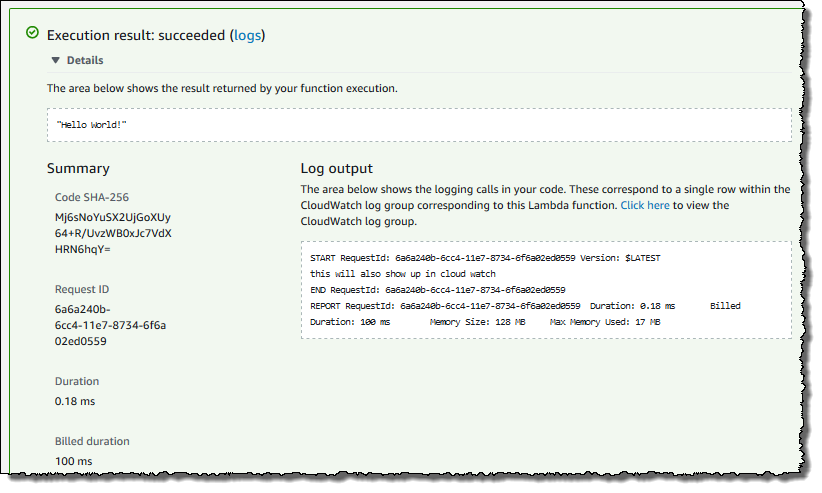 Execution result: succeeded (logs)
Details
The area below shows the result returned by your function execution.
"Hello World!"
Summary
Code SHA-256
Mj6sNoYuSX2UjGoXUy
64+R/UvzWB0xJc7VdX
HRN6hqY=
Request ID
6a6a240b-
6cc4-11e7-8734-6f6a
02ed0559
Duration
0.18 ms
Billed duration
100 ms
Log output
The area below shows the logging calls in your code. These correspond to a single row within the
CloudWatch log group corresponding to this Lambda function. Click here to view the
CloudWatch log group.
START RequestId: 6a6a240b-6cc4-11e7-8734-6f6a02ed0559 Version: $LATEST
this will also show up in cloud watch
END RequestId: 6a6a240b-6cc4-11e7-8734-6f6a02ed0559
REPORT RequestId: 6a6a240b-6cc4-11e7-8734-6f6a02ed0559 Duration: 0.18 ms Billed
Duration: 100 ms Memory Size: 128 MB Max Memory Used: 17 MB